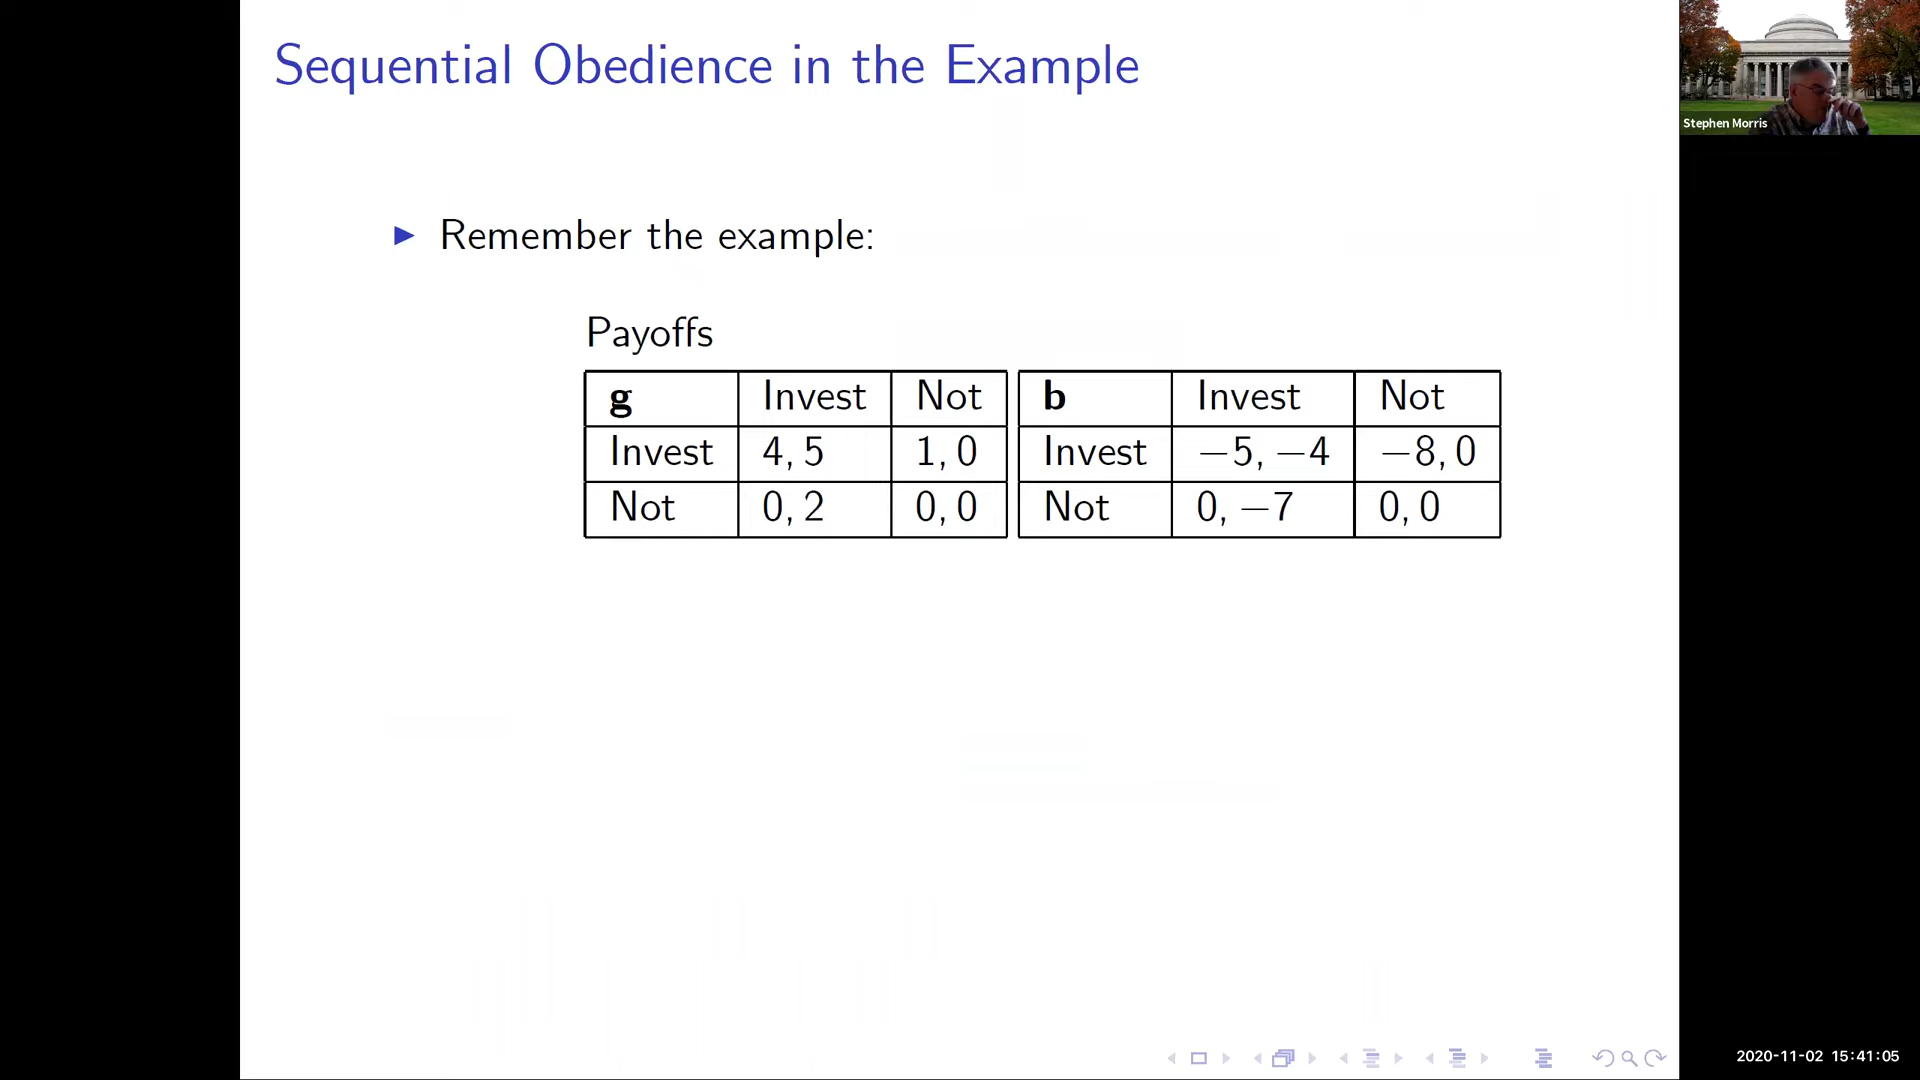 Sequential Obedience in the Example
Stephen Morris
Remember the example:
Payoffs
g Invest Not b Invest Not
Invest 4, 5 1, 0 Invest −5, −4 −8, 0
Not 0, 2 0, 0 Not 0, −7 0, 0
2020-11-02 15:41:05